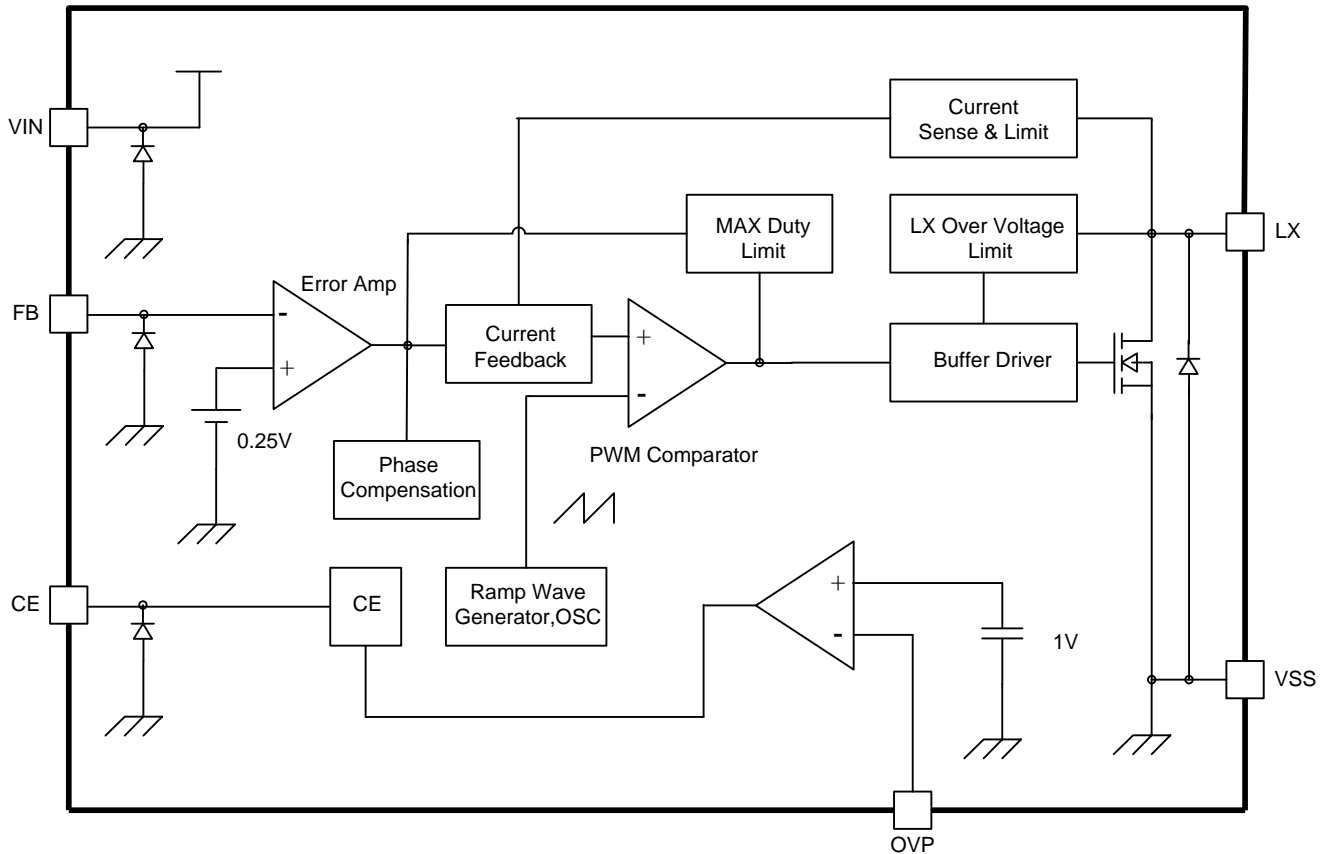 Current
Sense & Limit
VIN
MAX Duty
Limit
LX Over Voltage
Limit
LX
Error Amp
FB
-
+
Current
Feedback
+
-
Buffer Driver
0.25V
PWM Comparator
Phase
Compensation
CE
CE
Ramp Wave
Generator,OSC
+
-
1V
VSS
OVP